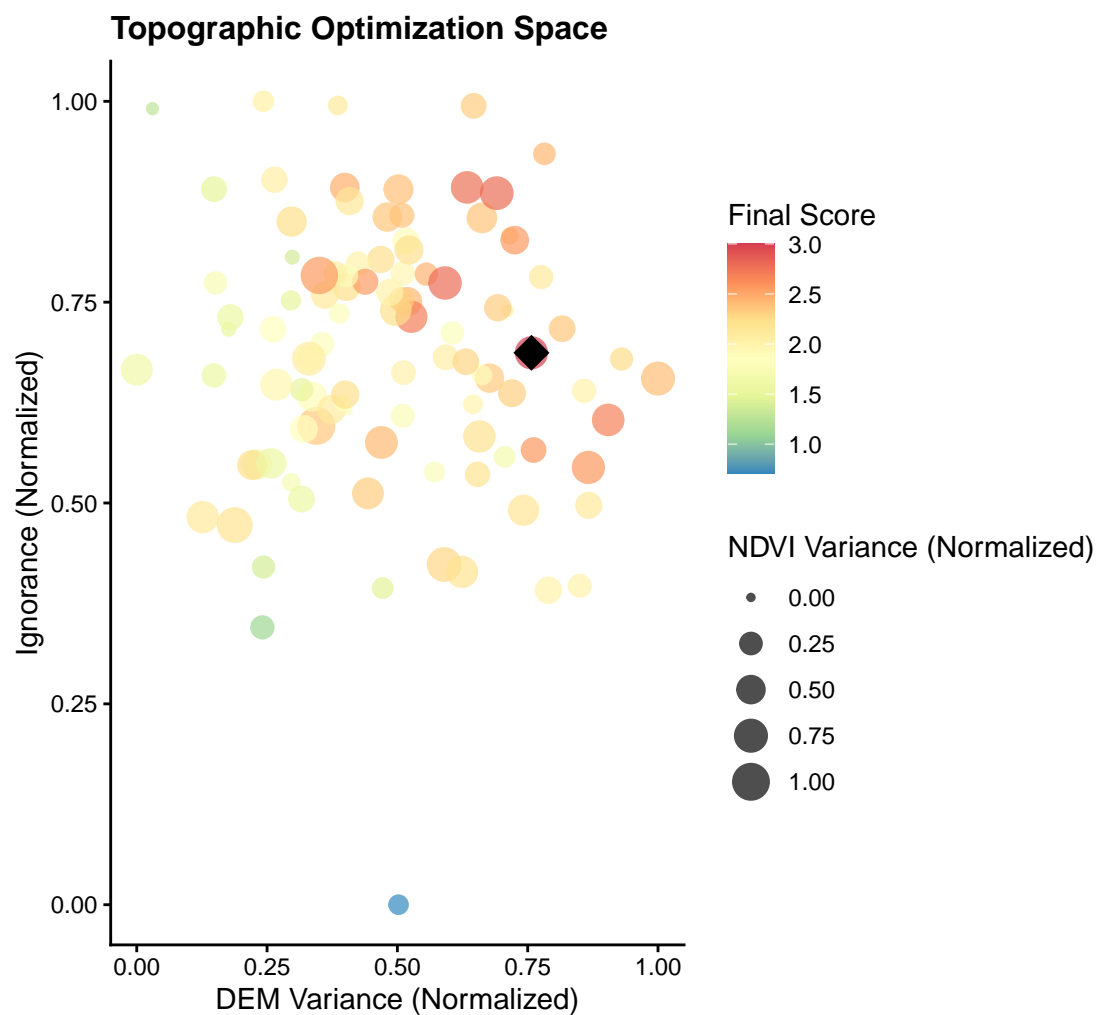 Topographic Optimization Space
Ignorance (Normalized)
1.00
0.75
0.50
0.25
0.00
0.00 0.25 0.50 0.75 1.00
DEM Variance (Normalized)
Final Score
3.0
2.5
2.0
1.5
1.0
NDVI Variance (Normalized)
0.00
0.25
0.50
0.75
1.00